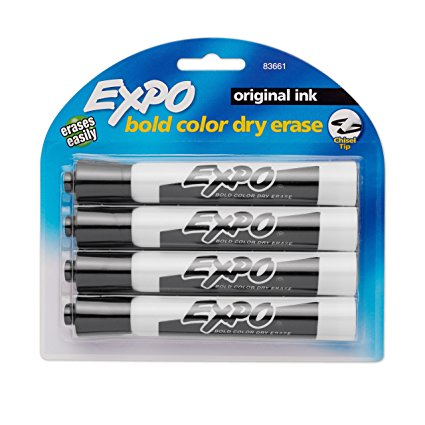 83661
EXPO
original ink
bold color dry erase
erases
easily
Chisel
Tip
EXPO
BOLD COLOR DRY ERASE
EXPO
BOLD COLOR DRY ERASE
EXPO
BOLD COLOR DRY ERASE
EXPO
BOLD COLOR DRY ERASE